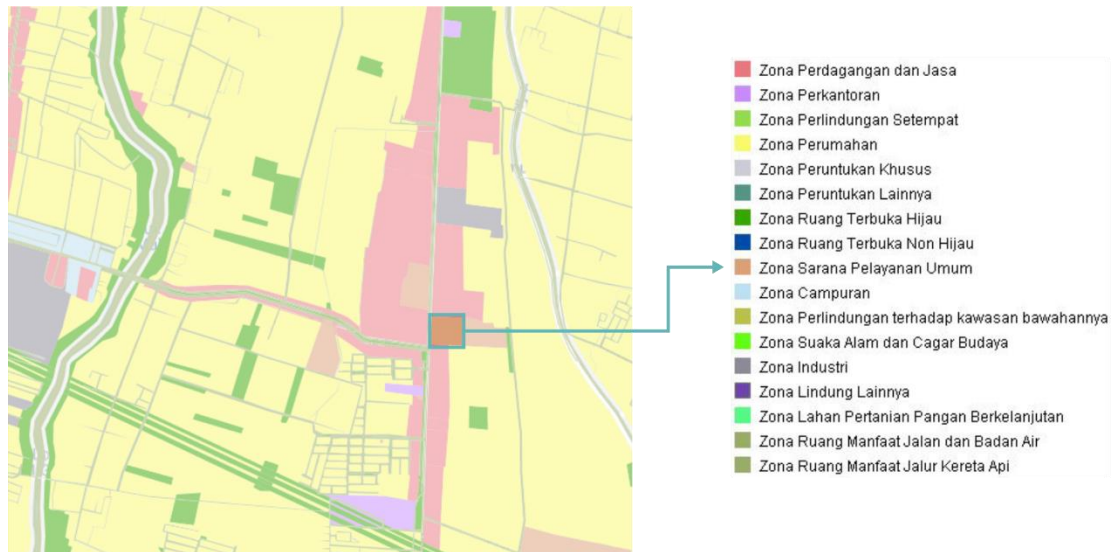 Zona Perdagangan dan Jasa
Zona Perkantoran
Zona Perlindungan Setempat
Zona Perumahan
Zona Peruntukan Khusus
Zona Peruntukan Lainnya
Zona Ruang Terbuka Hijau
Zona Ruang Terbuka Non Hijau
Zona Sarana Pelayanan Umum
Zona Campuran
Zona Perlindungan terhadap kawasan bawahannya
Zona Suaka Alam dan Cagar Budaya
Zona Industri
Zona Lindung Lainnya
Zona Lahan Pertanian Pangan Berkelanjutan
Zona Ruang Manfaat Jalan dan Badan Air
Zona Ruang Manfaat Jalur Kereta Api